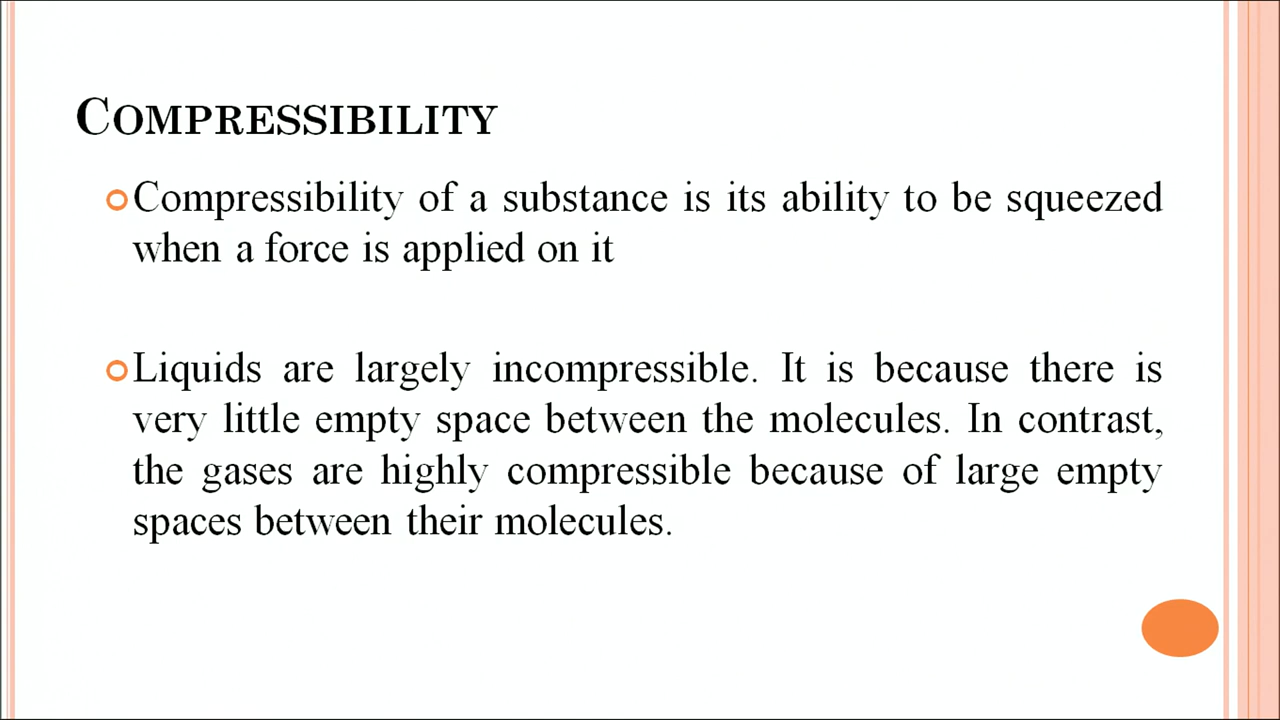 COMPRESSIBILITY
Compressibility of a substance is its ability to be squeezed
when a force is applied on it
Liquids are largely incompressible. It is because there is
very little empty space between the molecules. In contrast,
the gases are highly compressible because of large empty
spaces between their molecules.